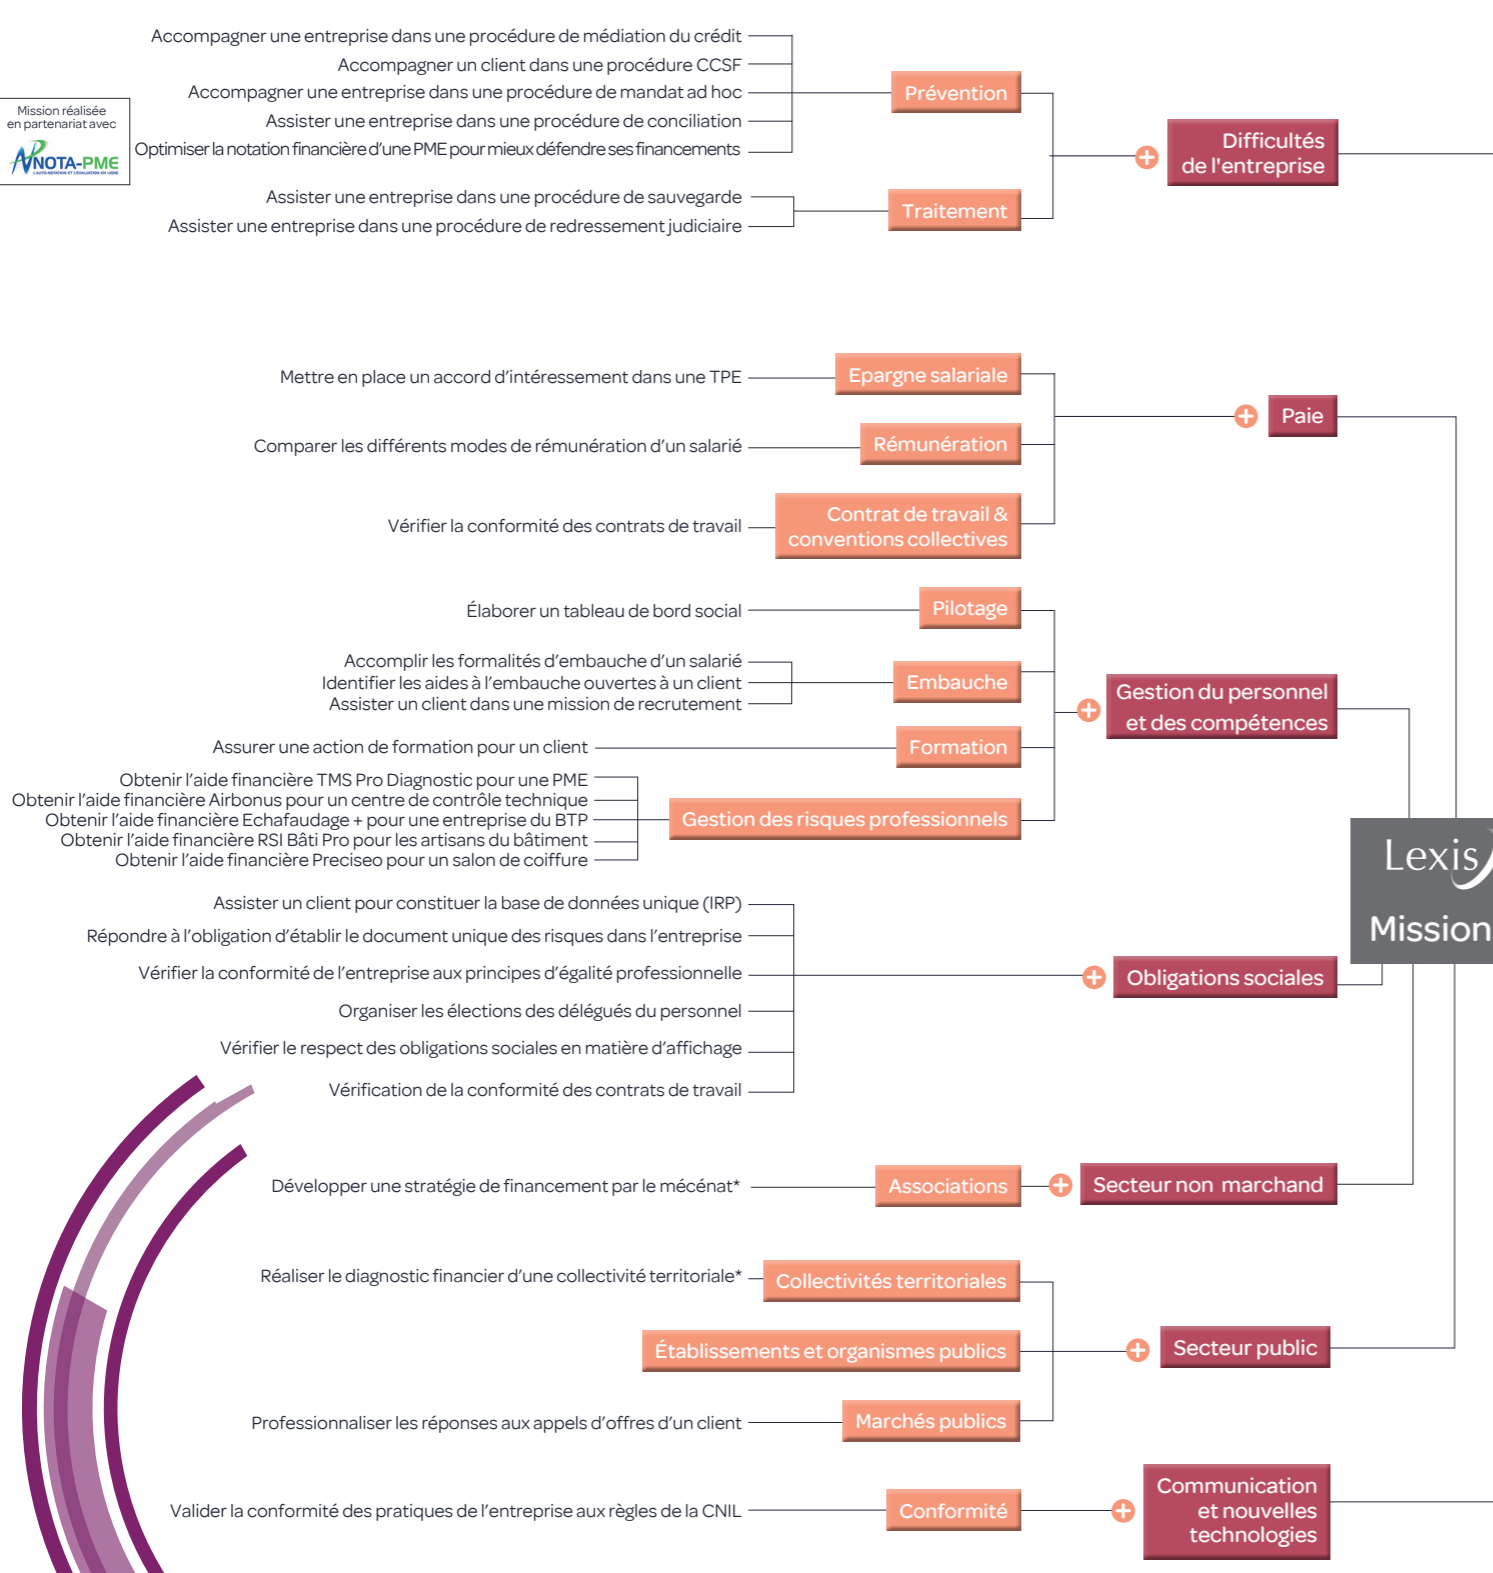 Accompagner une entreprise dans une procédure de médiation du crédit
Accompagner un client dans une procédure CCSF
Accompagner une entreprise dans une procédure de mandat ad hoc
Assister une entreprise dans une procédure de conciliation
Optimiser la notation financière d’une PME pour mieux défendre ses financements
Mission réalisée
en partenariat avec
NOTA-PME
L'AUTO-NOTATION ET L'ÉVALUATION EN LIGNE
Prévention
Assister une entreprise dans une procédure de sauvegarde
Assister une entreprise dans une procédure de redressement judiciaire
Traitement
Difficultés
de l'entreprise
Mettre en place un accord d’intéressement dans une TPE
Epargne salariale
Comparer les différents modes de rémunération d’un salarié
Rémunération
Vérifier la conformité des contrats de travail
Contrat de travail &
conventions collectives
Paie
Élaborer un tableau de bord social
Pilotage
Accomplir les formalités d’embauche d’un salarié
Identifier les aides à l’embauche ouvertes à un client
Assister un client dans une mission de recrutement
Embauche
Assurer une action de formation pour un client
Formation
Obtenir l’aide financière TMS Pro Diagnostic pour une PME
Obtenir l’aide financière Airbonus pour un centre de contrôle technique
Obtenir l’aide financière Echafaudage + pour une entreprise du BTP
Obtenir l’aide financière RSI Bâti Pro pour les artisans du bâtiment
Obtenir l’aide financière Preciseo pour un salon de coiffure
Gestion des risques professionnels
Gestion du personnel
et des compétences
Lexis
Missions
Assister un client pour constituer la base de données unique (IRP)
Répondre à l’obligation d’établir le document unique des risques dans l’entreprise
Vérifier la conformité de l’entreprise aux principes d’égalité professionnelle
Organiser les élections des délégués du personnel
Vérifier le respect des obligations sociales en matière d’affichage
Vérification de la conformité des contrats de travail
Obligations sociales
Développer une stratégie de financement par le mécénat*
Associations
Secteur non marchand
Réaliser le diagnostic financier d’une collectivité territoriale*
Collectivités territoriales
Établissements et organismes publics
Professionnaliser les réponses aux appels d’offres d’un client
Marchés publics
Secteur public
Valider la conformité des pratiques de l’entreprise aux règles de la CNIL
Conformité
Communication
et nouvelles
technologies